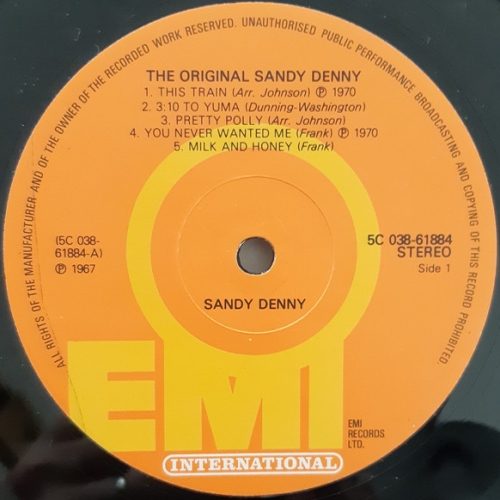 ALL RIGHTS OF THE MANUFACTURER AND OF THE OWNER OF THE RECORDED WORK RESERVED. UNAUTHORISED PUBLIC PERFORMANCE BROADCASTING AND COPYING OF THIS RECORD PROHIBITED.
THE ORIGINAL SANDY DENNY
1. THIS TRAIN (Arr. Johnson) ℗ 1970
2. 3:10 TO YUMA (Dunning-Washington)
3. PRETTY POLLY (Arr. Johnson)
4. YOU NEVER WANTED ME (Frank) ℗ 1970
5. MILK AND HONEY (Frank)
(5C 038-
61884-A)
℗ 1967
5C 038-61884
STEREO
Side 1
SANDY DENNY
EMI
EMI
RECORDS
LTD.
INTERNATIONAL